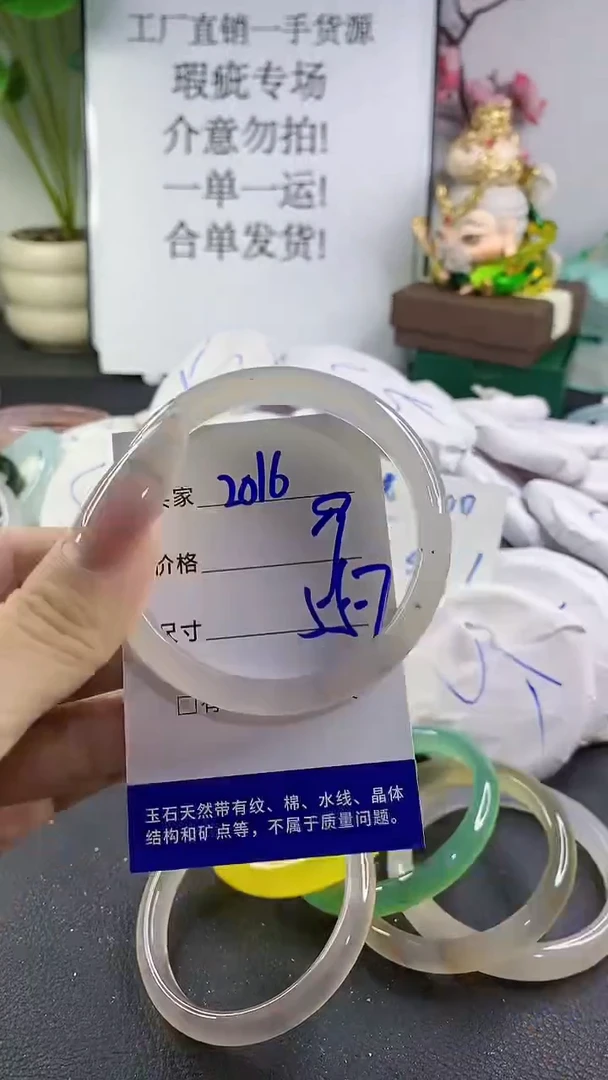 工厂直销一手货源
瑕疵专场
介意勿拍!
一单一运!
合单发货!
家 2016
价格
尺寸
玉石天然带有纹、棉、水线、晶体
结构和矿点等，不属于质量问题。